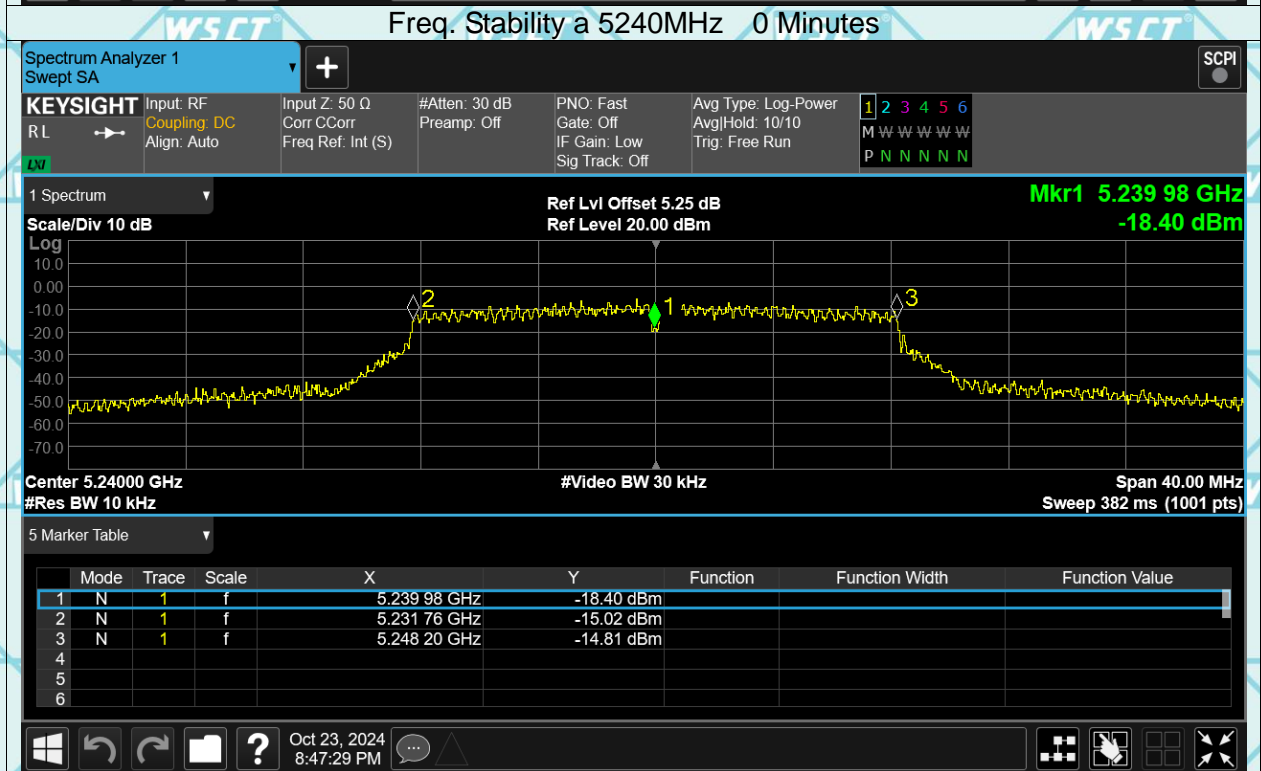 Freq. Stability a 5240MHz 0 Minutes
WSCT WSCT WSCT
Spectrum Analyzer 1
Swept SA
+
SCPI
KEYSIGHT Input: RF Input Z: 50 Ω #Atten: 30 dB PNO: Fast Avg Type: Log-Power 1 2 3 4 5 6
R L Coupling: DC Corr CCorr Preamp: Off Gate: Off Avg|Hold: 10/10 M W W W W W W
Align: Auto Freq Ref: Int (S) IF Gain: Low Trig: Free Run P N N N N N
LXI Sig Track: Off
1 Spectrum Ref Lvl Offset 5.25 dB Mkr1 5.239 98 GHz
Scale/Div 10 dB Ref Level 20.00 dBm -18.40 dBm
Log
10.0
0.00
-10.0
-20.0
-30.0
-40.0
-50.0
-60.0
-70.0
2 1 3
Center 5.24000 GHz #Video BW 30 kHz Span 40.00 MHz
#Res BW 10 kHz Sweep 382 ms (1001 pts)
5 Marker Table
Mode Trace Scale X Y Function Function Width Function Value
1 N 1 f 5.239 98 GHz -18.40 dBm
2 N 1 f 5.231 76 GHz -15.02 dBm
3 N 1 f 5.248 20 GHz -14.81 dBm
4
5
6
? Oct 23, 2024
8:47:29 PM